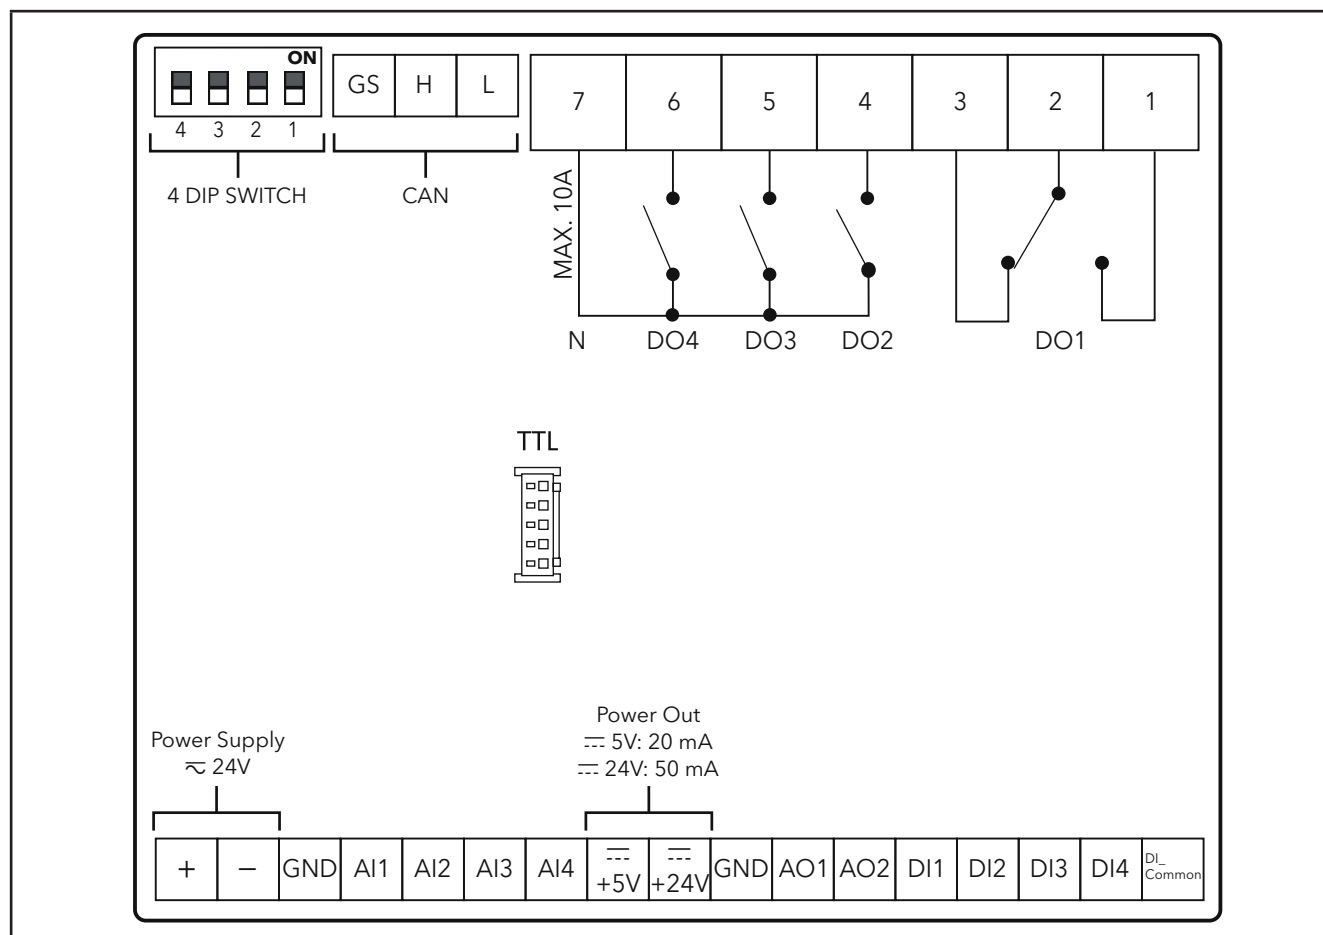 ON
4 3 2 1
GS H L
7 6 5 4 3 2 1
4 DIP SWITCH
CAN
MAX. 10A
N DO4 DO3 DO2 DO1
TTL
Power Supply
⏦ 24V
Power Out
⎓ 5V: 20 mA
⎓ 24V: 50 mA
+ − GND AI1 AI2 AI3 AI4 ⎓ +5V ⎓ +24V GND AO1 AO2 DI1 DI2 DI3 DI4 DI_ Common